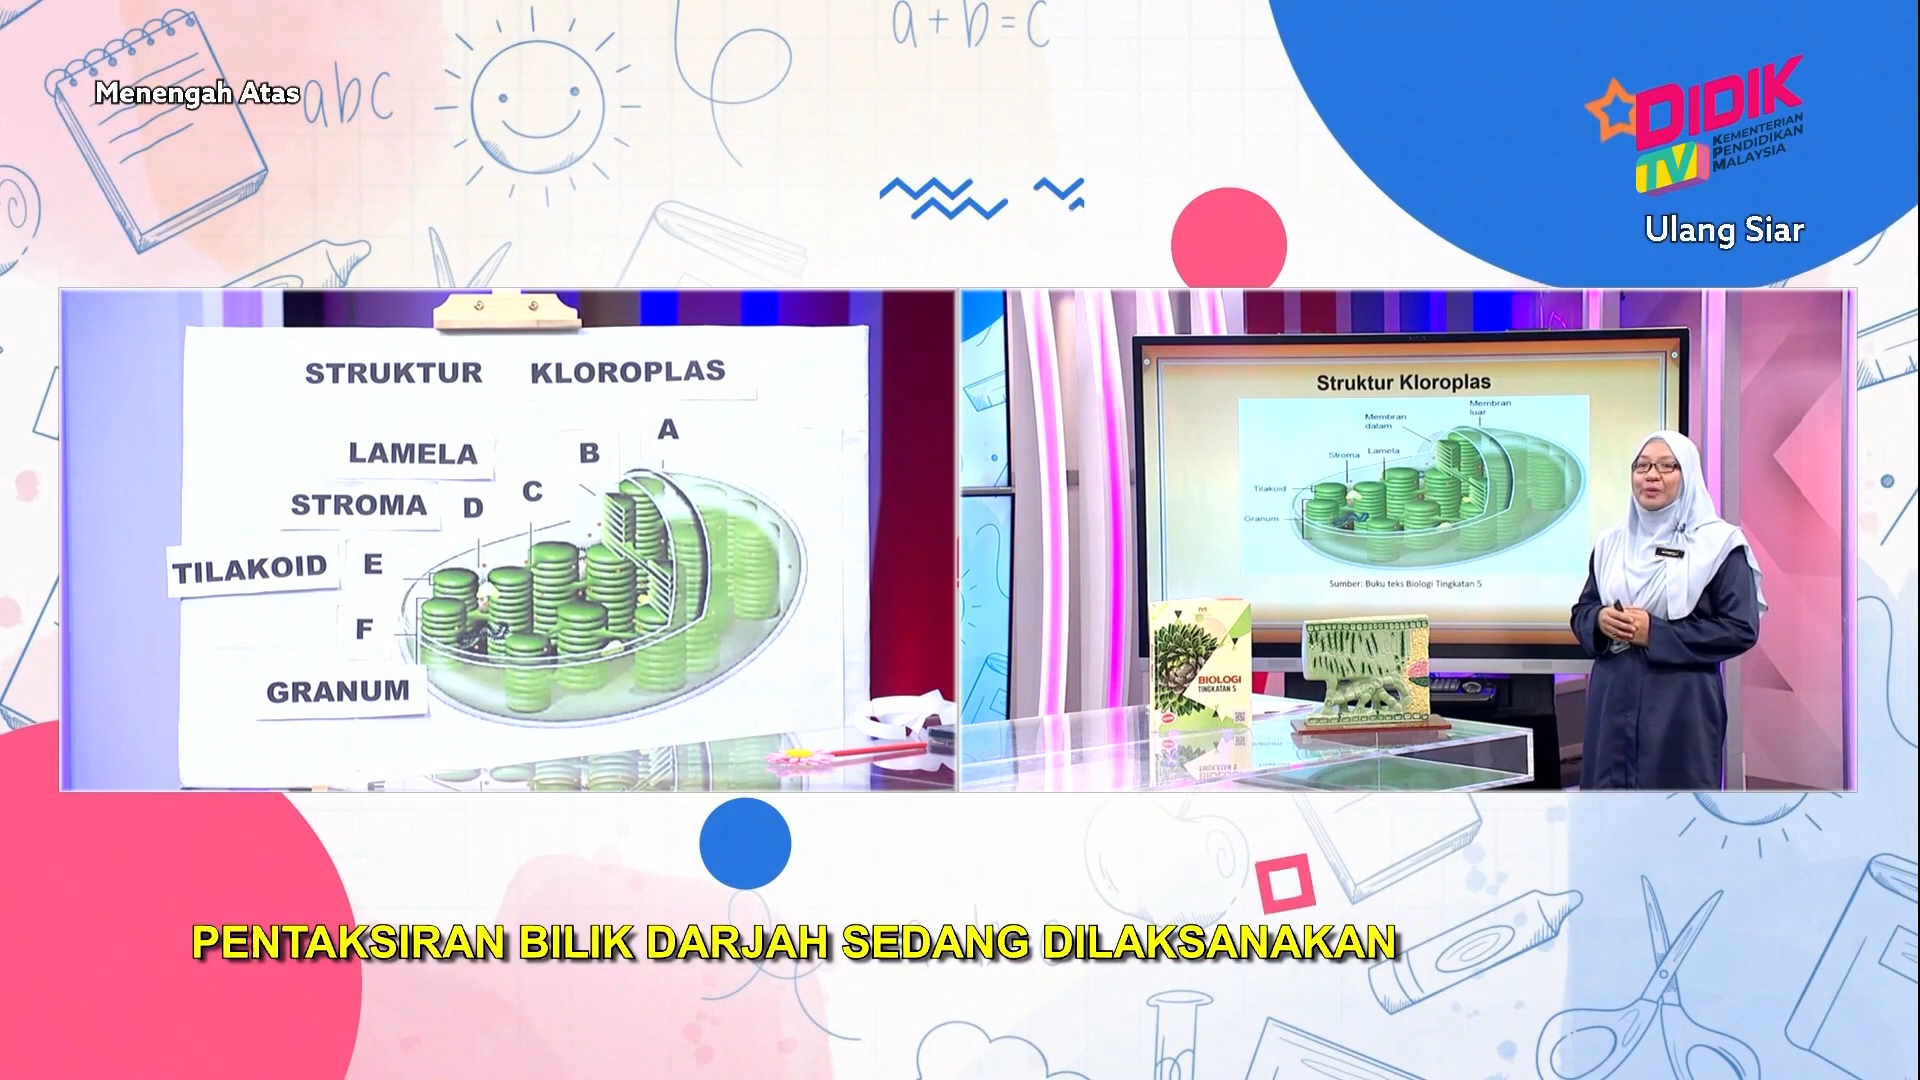 a+b=c
abc
Menengah Atas
DIDIK
TV
KEMENTERIAN
PENDIDIKAN
MALAYSIA
Ulang Siar
STRUKTUR KLOROPLAS
A
LAMELA
B
STROMA
D
C
TILAKOID
E
F
GRANUM
Struktur Kloroplas
Membran
luar
Membran
dalam
Stroma
Lamela
Tilakoid
Granum
Sumber: Buku teks Biologi Tingkatan 5
BIOLOGI
TINGKATAN 5
PENTAKSIRAN BILIK DARJAH SEDANG DILAKSANAKAN